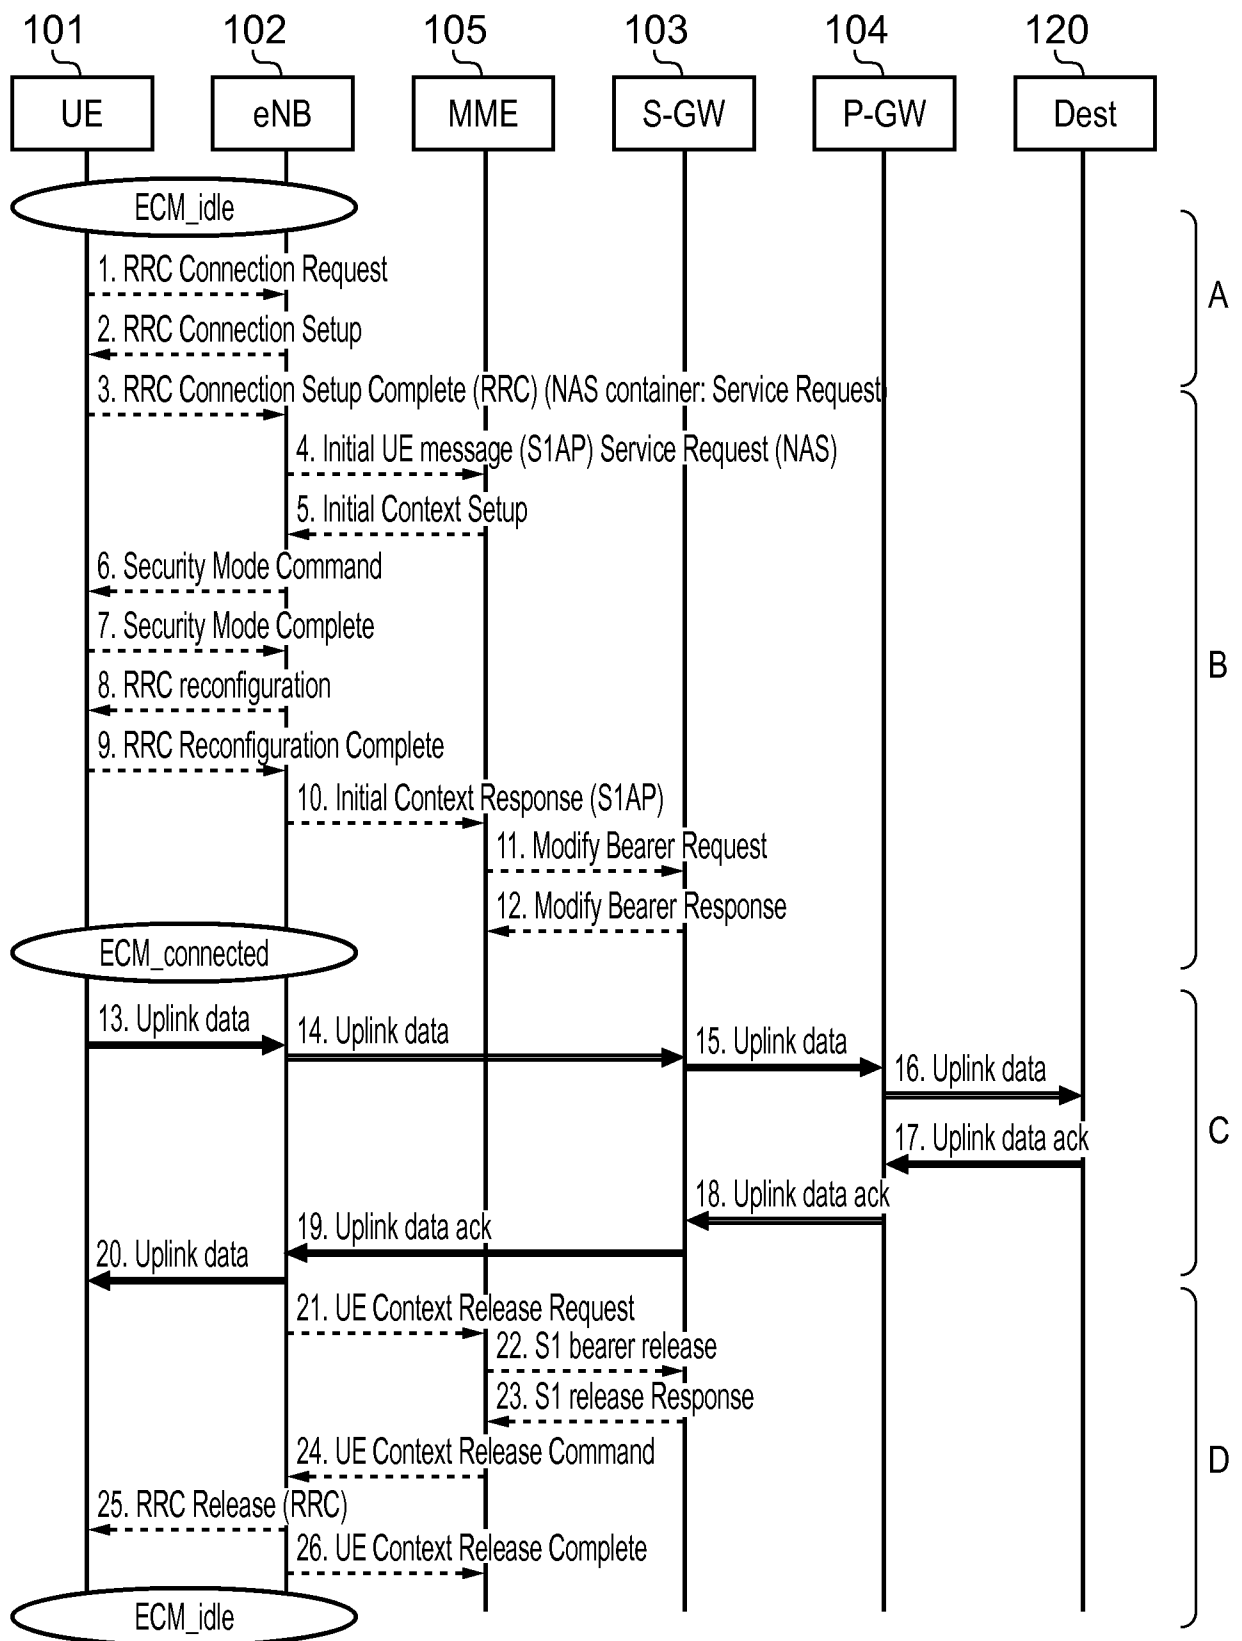 101 102 105 103 104 120
UE eNB MME S-GW P-GW Dest
ECM_idle
1. RRC Connection Request
A
2. RRC Connection Setup
3. RRC Connection Setup Complete (RRC) (NAS container: Service Request)
4. Initial UE message (S1AP) Service Request (NAS)
5. Initial Context Setup
6. Security Mode Command
7. Security Mode Complete
B
8. RRC reconfiguration
9. RRC Reconfiguration Complete
10. Initial Context Response (S1AP)
11. Modify Bearer Request
12. Modify Bearer Response
ECM_connected
13. Uplink data
14. Uplink data
15. Uplink data
16. Uplink data
C
17. Uplink data ack
18. Uplink data ack
19. Uplink data ack
20. Uplink data
21. UE Context Release Request
22. S1 bearer release
23. S1 release Response
24. UE Context Release Command
D
25. RRC Release (RRC)
26. UE Context Release Complete
ECM_idle